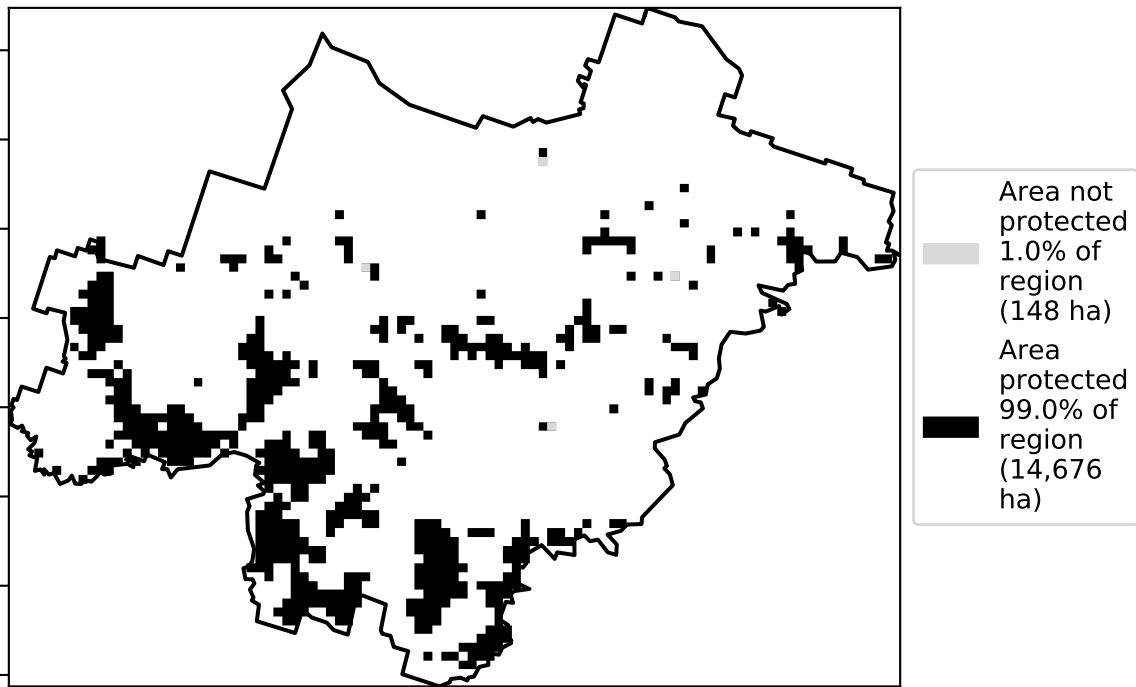 Area not
protected
1.0% of
region
(148 ha)
Area
protected
99.0% of
region
(14,676
ha)